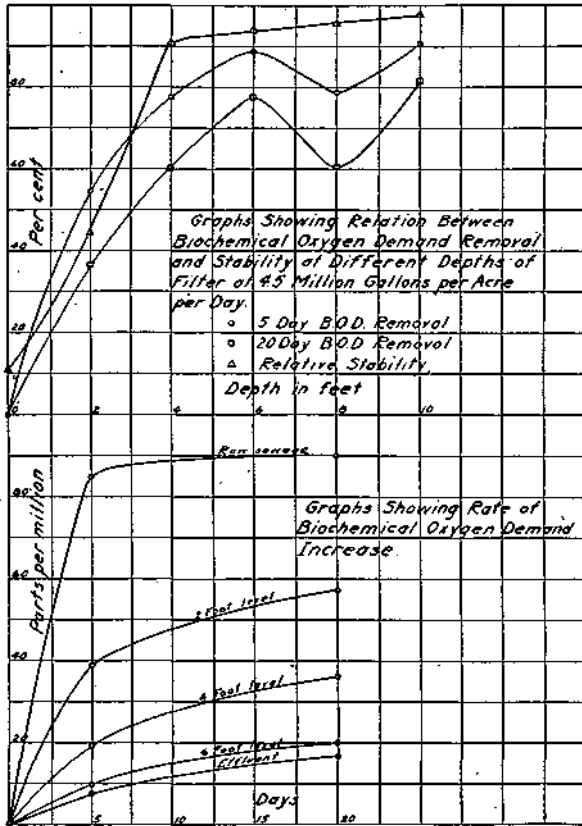 80
60
Per cent
40
Graphs Showing Relation Between
Biochemical Oxygen Demand Removal
and Stability at Different Depths of
Filter at 4.5 Million Gallons per Acre
per Day.
20
o 5 Day B.O.D. Removal
o 20 Day B.O.D. Removal
△ Relative Stability
Depth in feet
0 2 4 6 8 10
Raw sewage
80
Parts per million
Graphs Showing Rate of
Biochemical Oxygen Demand
Increase
60
2 Foot level
40
4 Foot level
20
6 Foot level
Effluent
Days
5 10 15 20